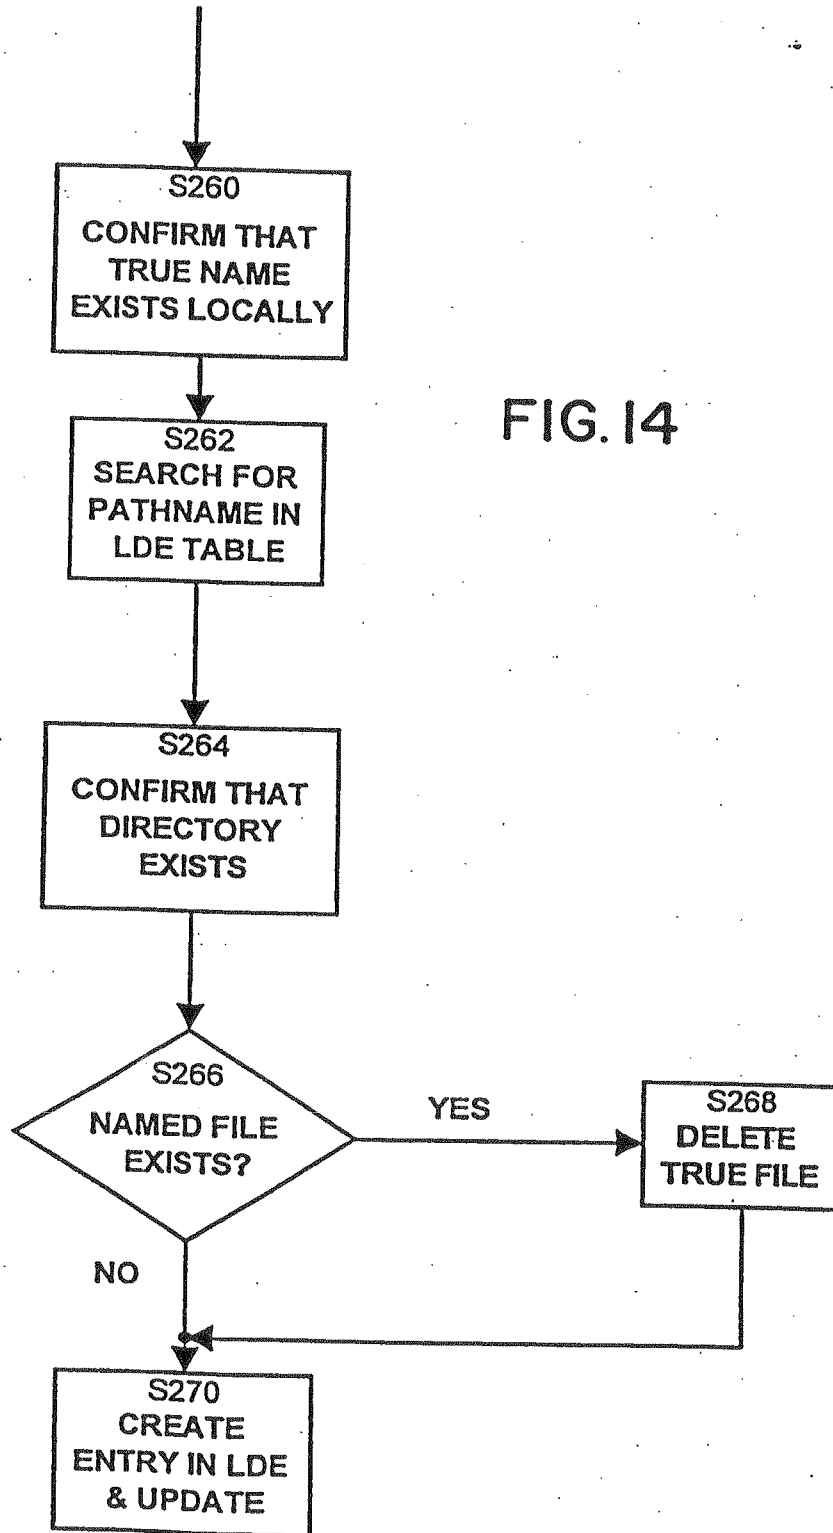 S260
CONFIRM THAT
TRUE NAME
EXISTS LOCALLY
FIG. 14
S262
SEARCH FOR
PATHNAME IN
LDE TABLE
S264
CONFIRM THAT
DIRECTORY
EXISTS
S266
NAMED FILE
EXISTS?
YES
S268
DELETE
TRUE FILE
NO
S270
CREATE
ENTRY IN LDE
& UPDATE